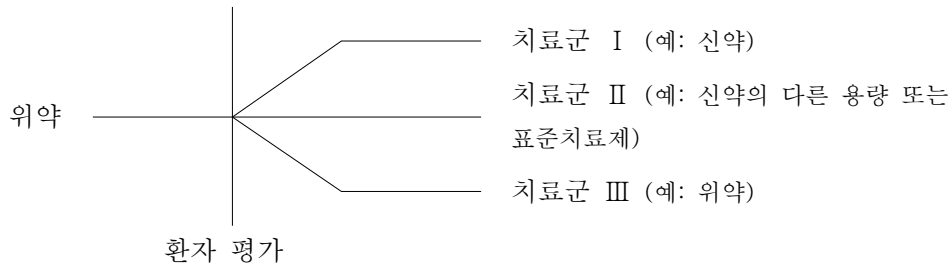 치료군 Ⅰ (예: 신약)
위약
치료군 Ⅱ (예: 신약의 다른 용량 또는
표준치료제)
치료군 Ⅲ (예: 위약)
환자 평가